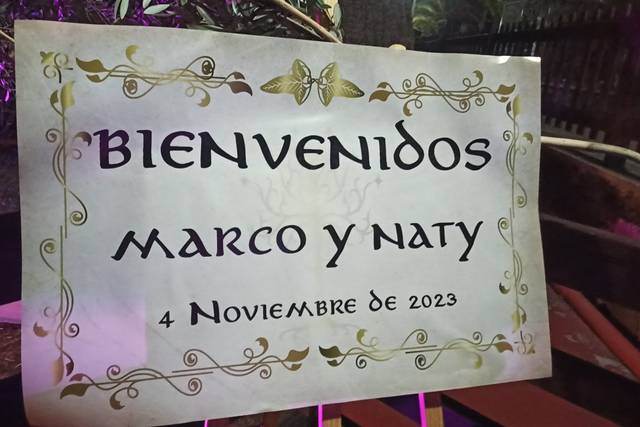 BIENVENIDOS
MARCO Y NATY
4 NOVIEMBRE DE 2023